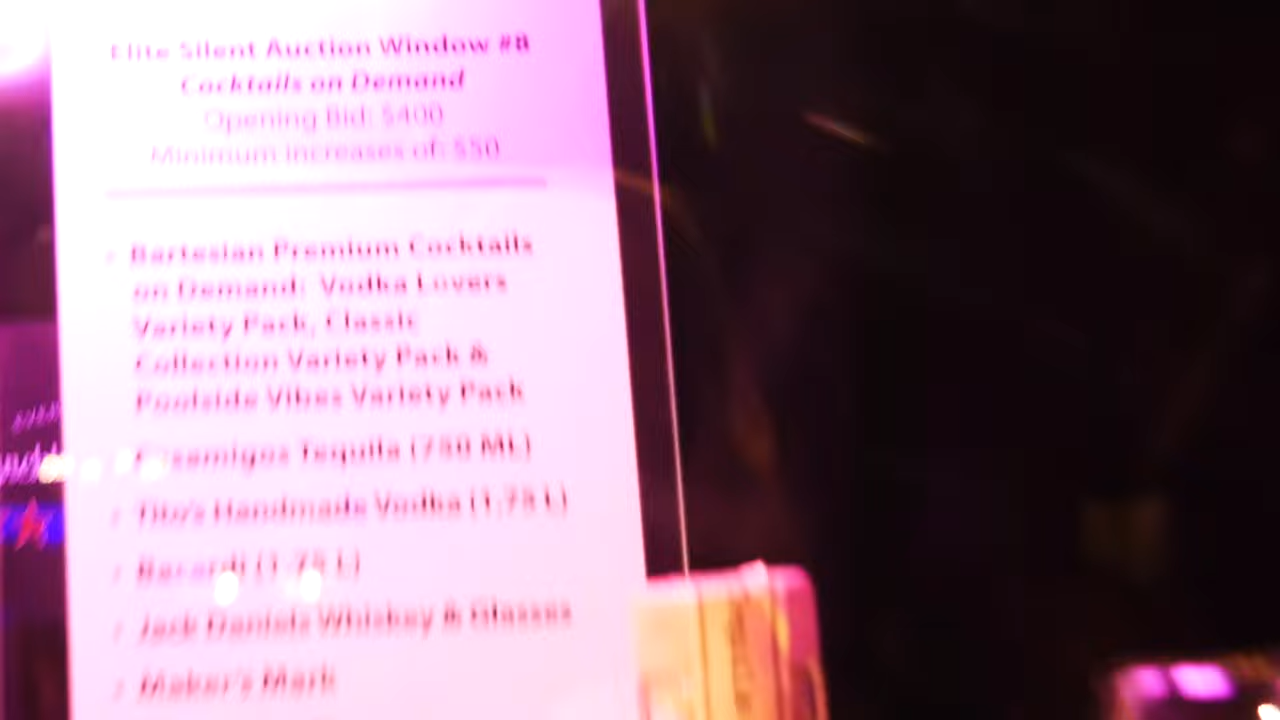 Elite Silent Auction Window #8
Cocktails on Demand
Opening Bid: $400
Minimum increases of: $50
Bartesian Premium Cocktails
on Demand: Vodka Lovers
Variety Pack, Classic
Collection Variety Pack &
Poolside Vibes Variety Pack
Casamigos Tequila (750 ML)
Tito's Handmade Vodka (1.75 L)
Bacardi (1.75 L)
Jack Daniels Whiskey & Glasses
Maker's Mark